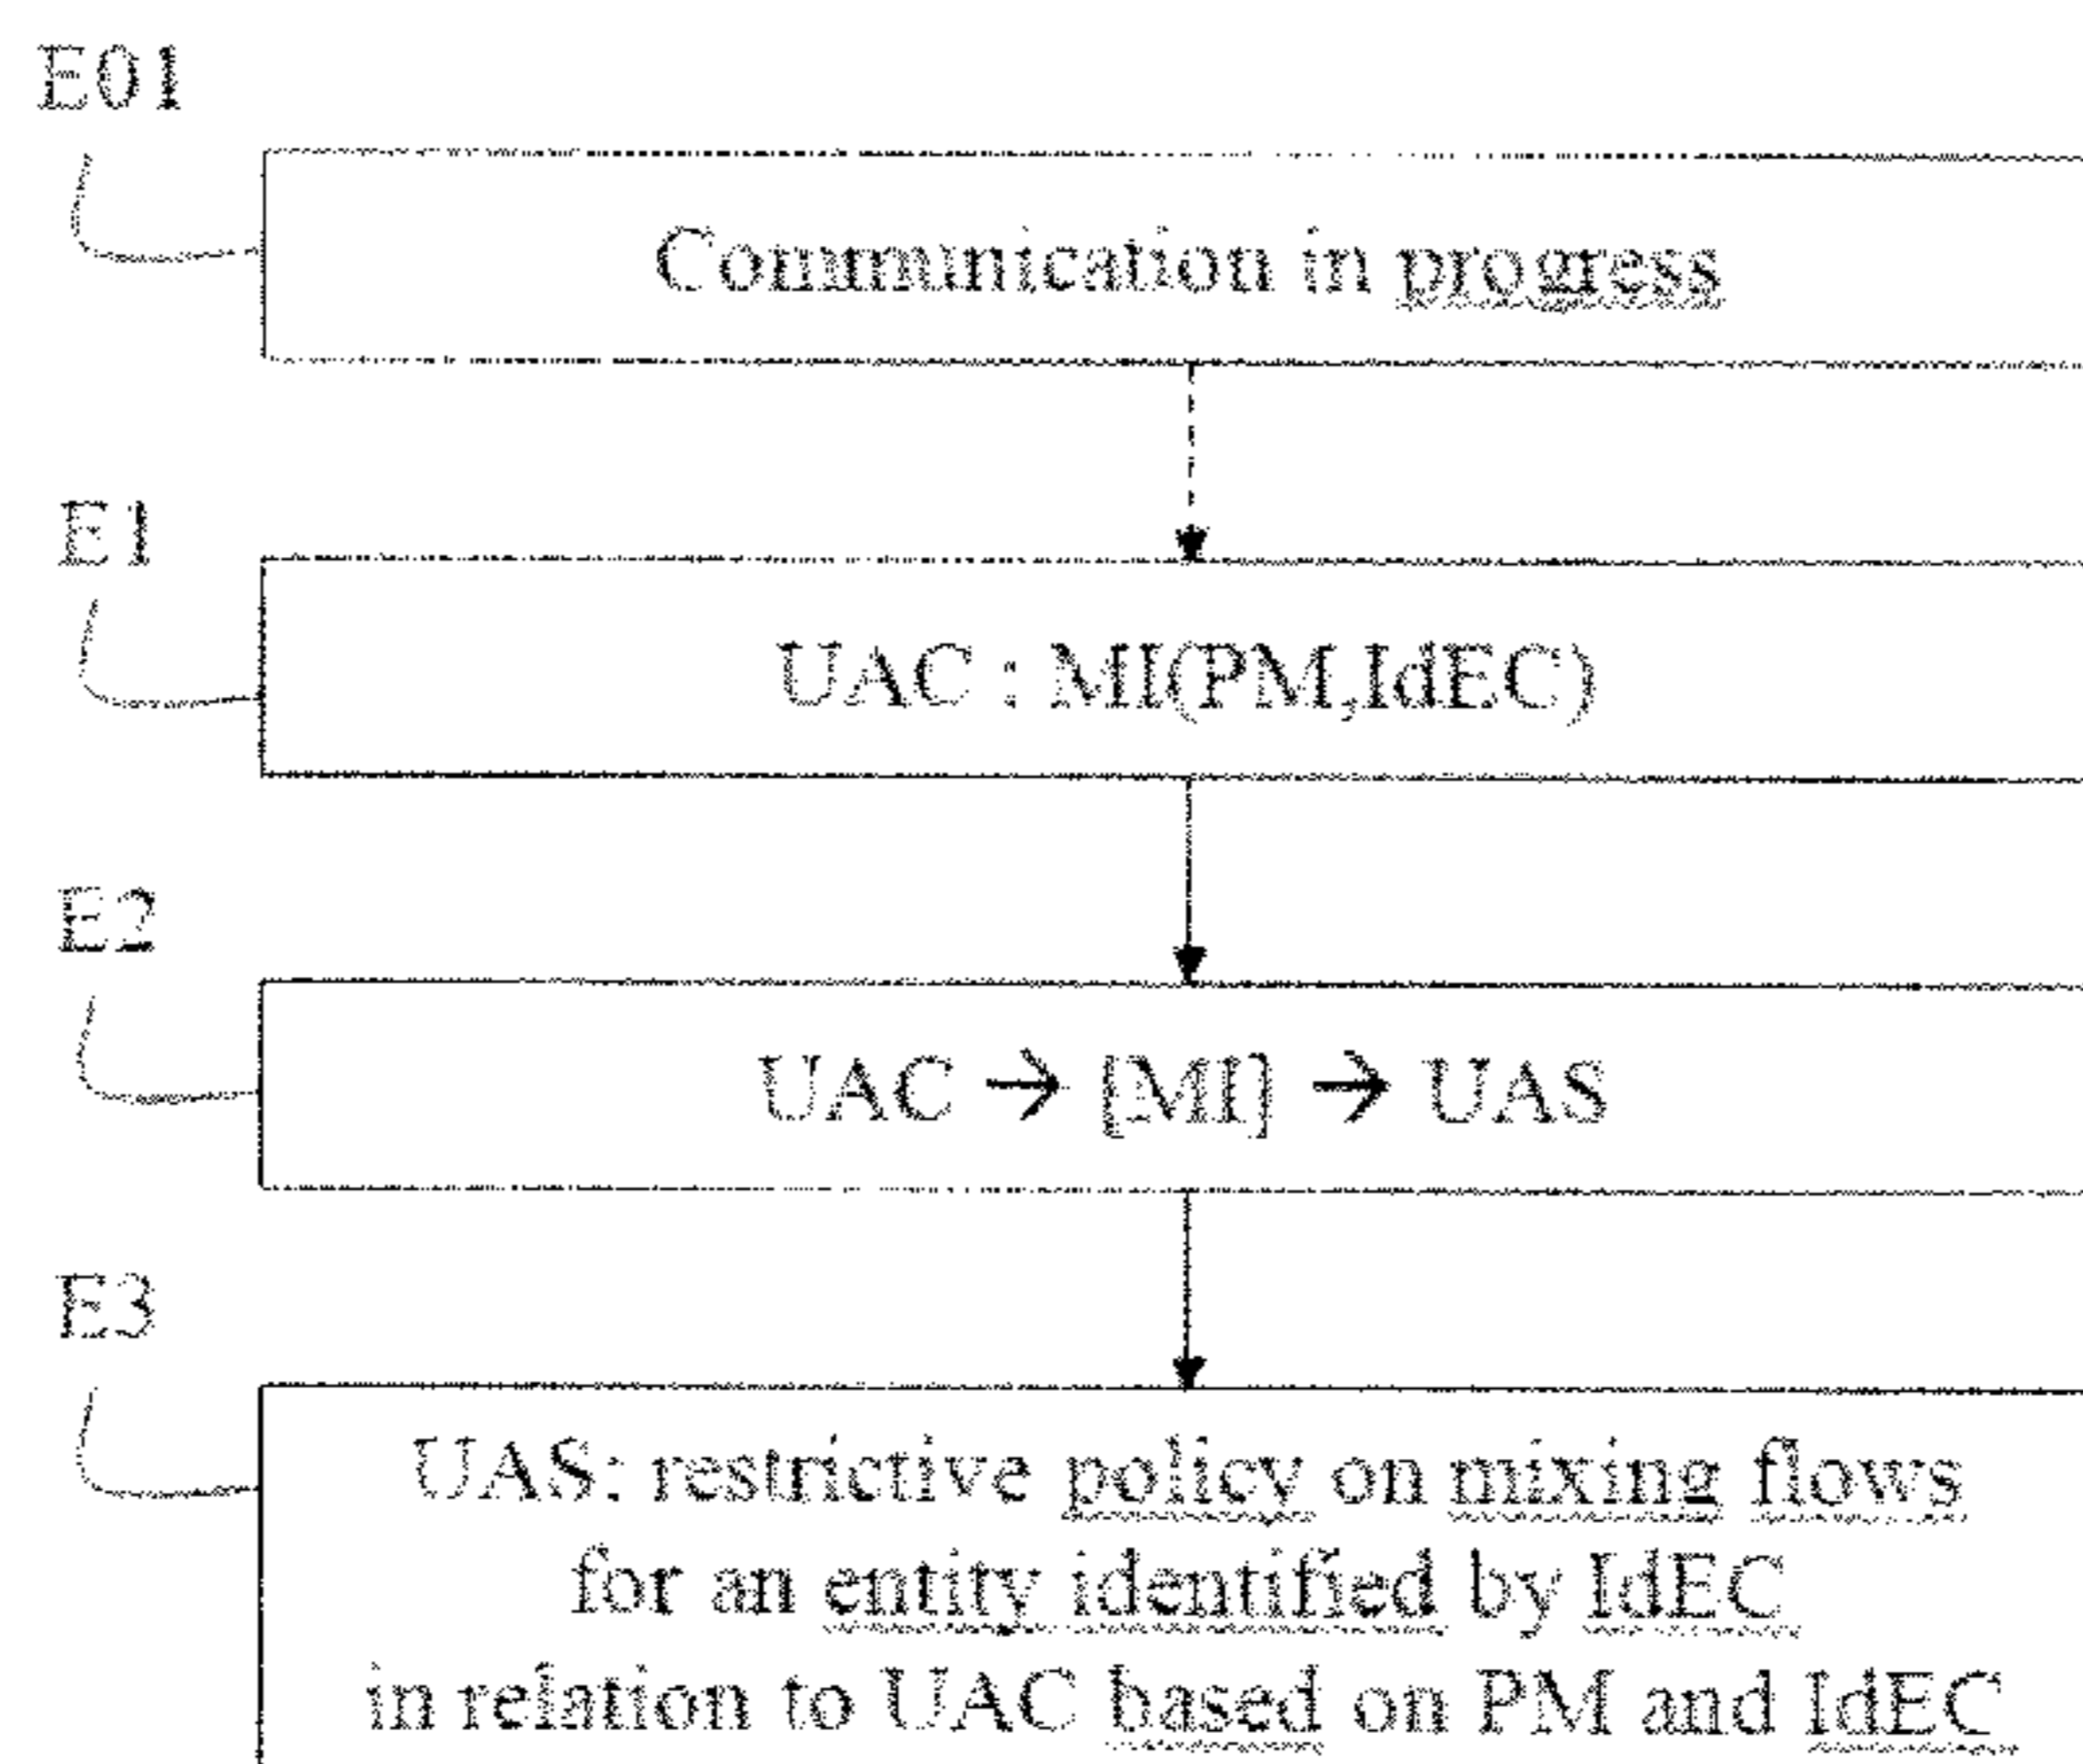 E01
Communication in progress
E1
UAC : MI(PM,IdEC)
E2
UAC → [MI] → UAS
E3
UAS: restrictive policy on mixing flows
for an entity identified by IdEC
in relation to UAC based on PM and IdEC